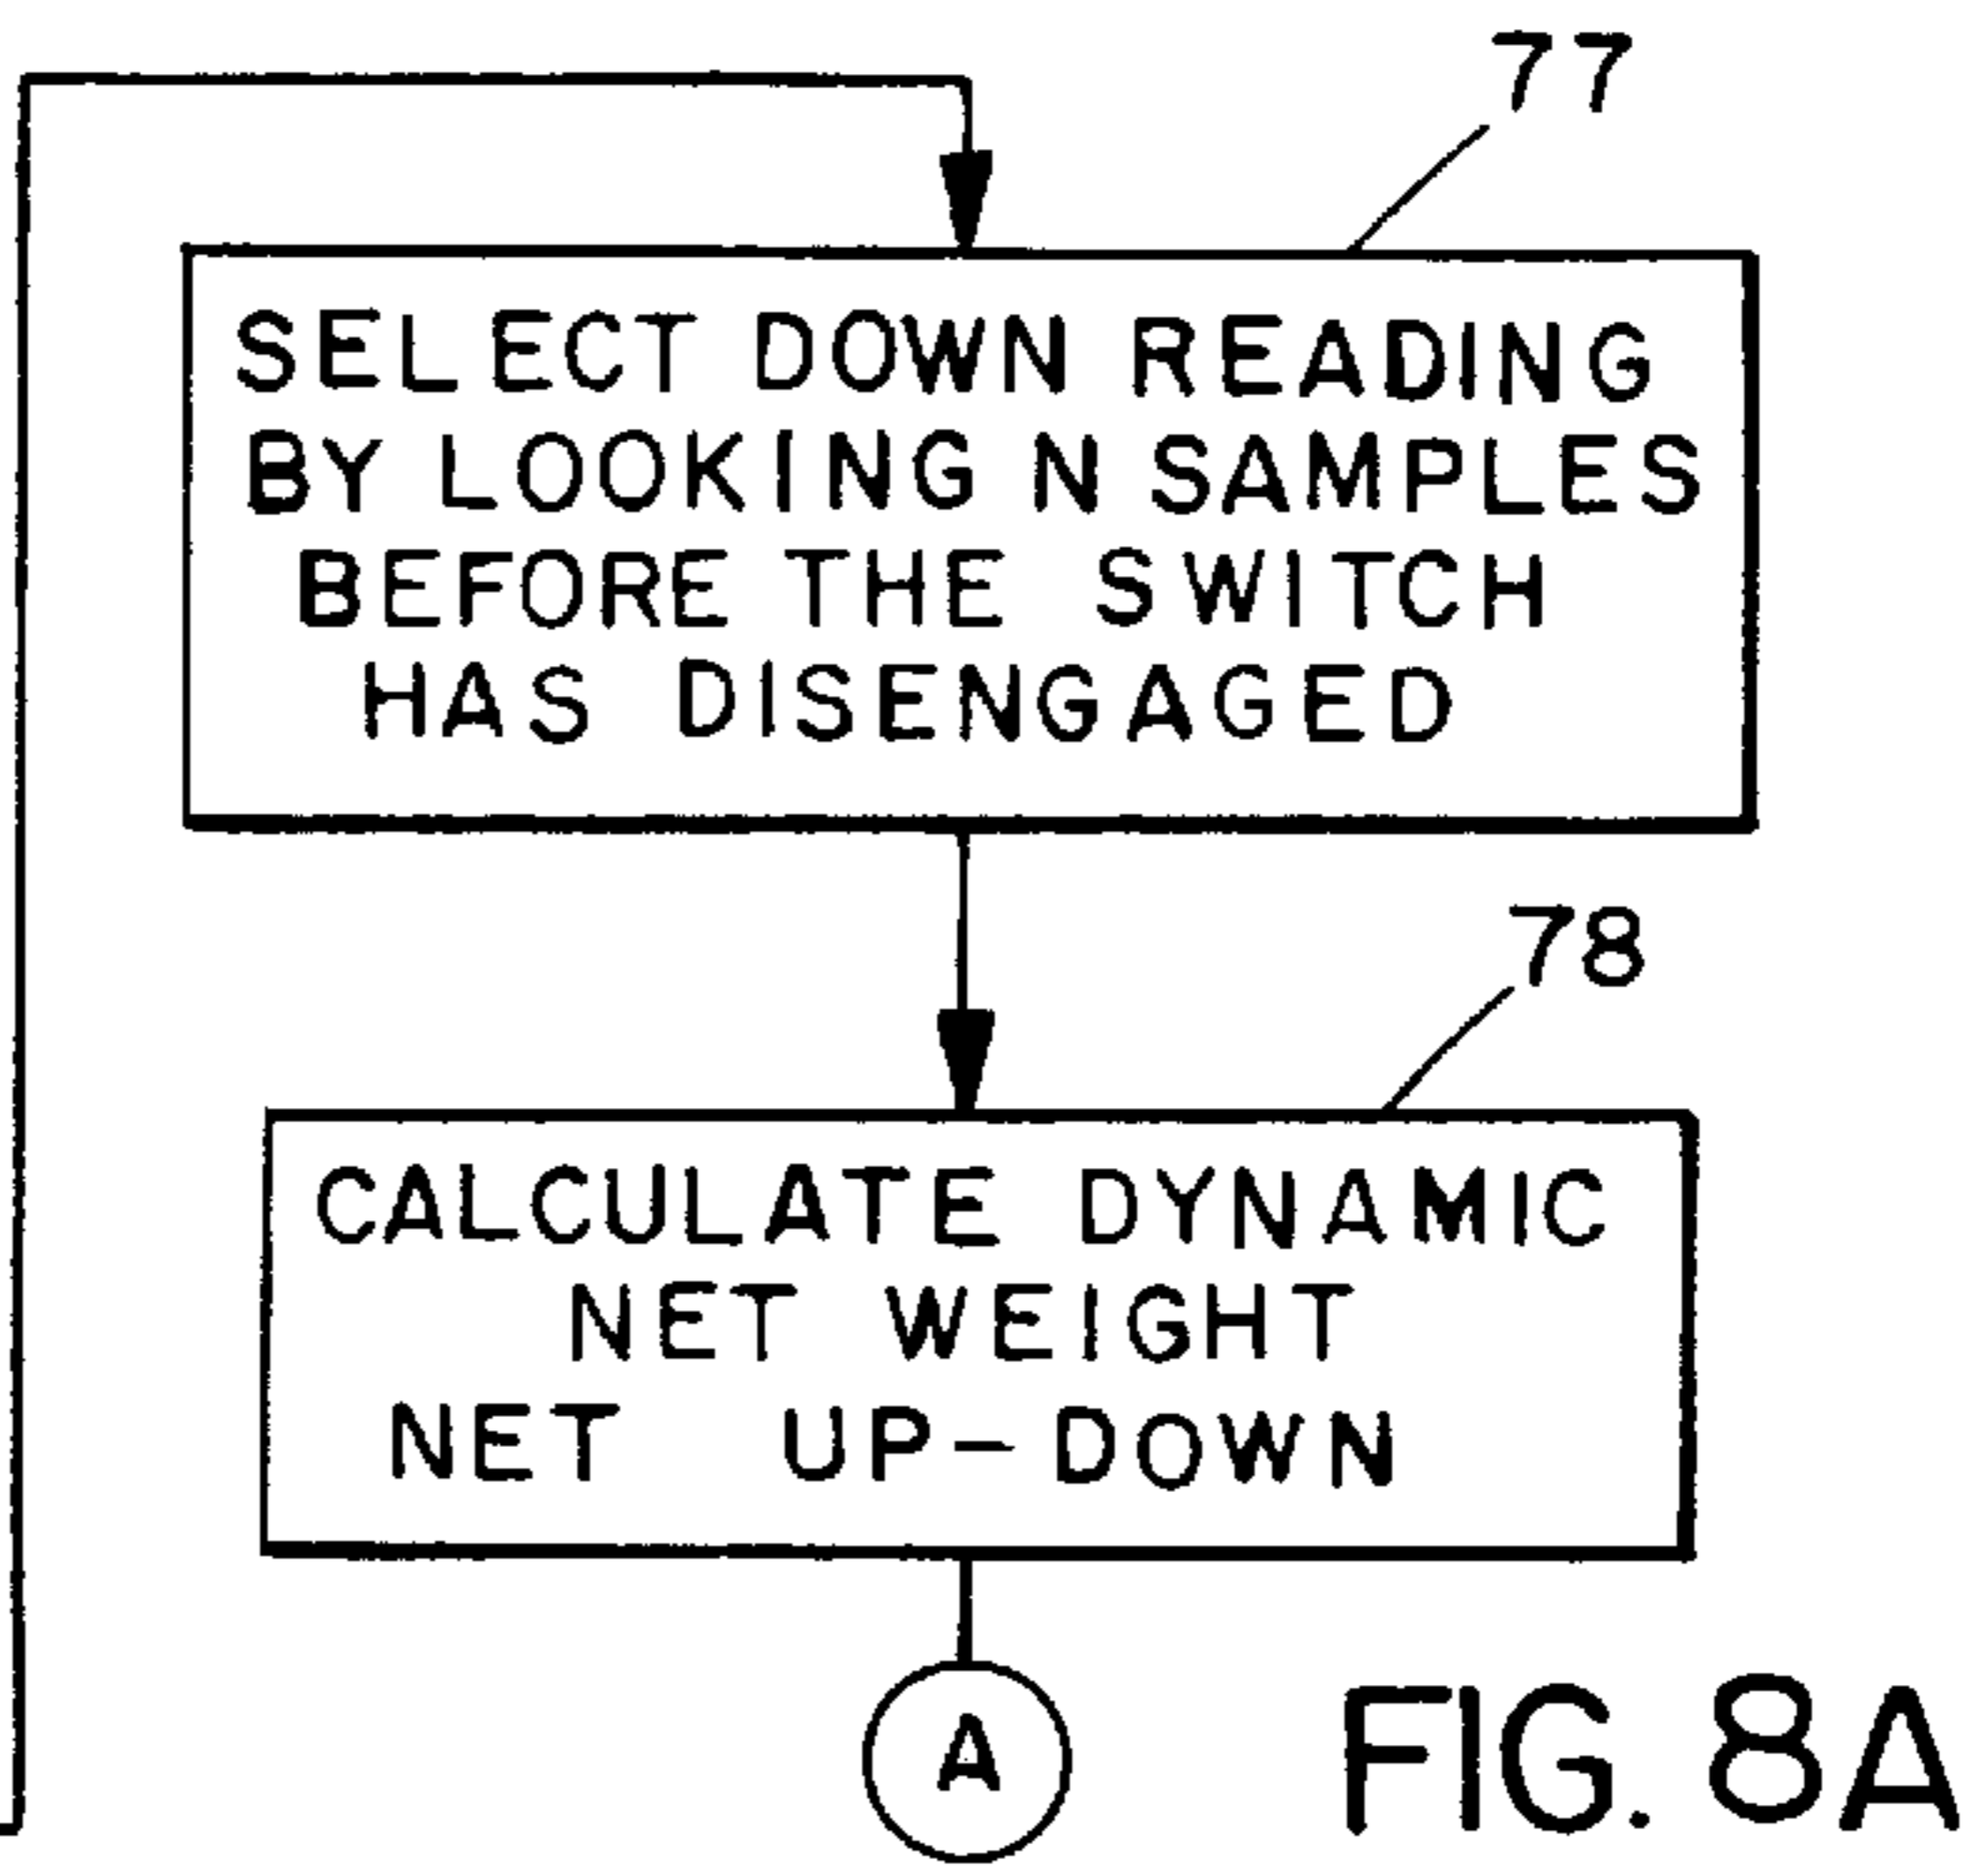 77
SELECT DOWN READING
BY LOOKING N SAMPLES
BEFORE THE SWITCH
HAS DISENGAGED
78
CALCULATE DYNAMIC
NET WEIGHT
NET UP-DOWN
A
FIG. 8A